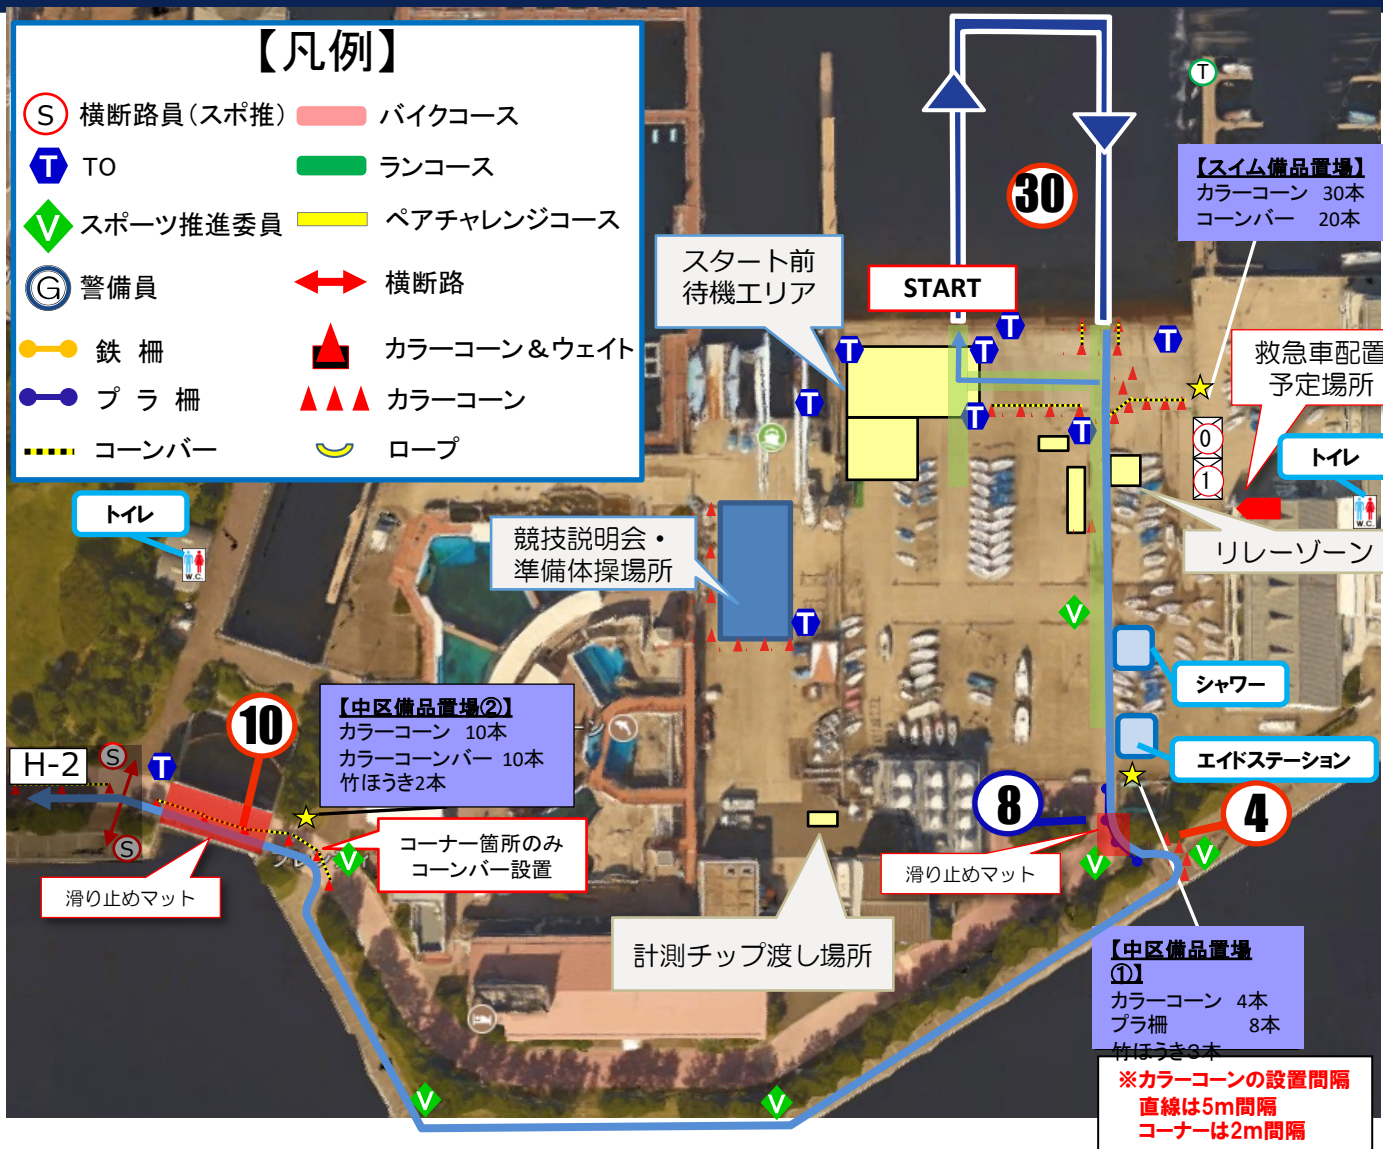 【凡例】
S 横断路員(スポ推)
バイクコース
T TO
ランコース
V スポーツ推進委員
ペアチャレンジコース
G 警備員
横断路
鉄 柵
カラーコーン&ウェイト
プ ラ 柵
カラーコーン
コーンバー
ロープ
T
30
【スイム備品置場】
カラーコーン 30本
コーンバー 20本
スタート前
待機エリア
START
T
T
T
T
T
T
T
救急車配置
予定場所
0
1
トイレ
W.C.
リレーゾーン
トイレ
W.C.
競技説明会・
準備体操場所
T
V
シャワー
エイドステーション
【中区備品置場②】
カラーコーン 10本
カラーコーンバー 10本
竹ほうき2本
ーン
10
H-2
S
T
S
8
4
コーナー箇所のみ
コーンバー設置
V
V
V
滑り止めマット
滑り止めマット
計測チップ渡し場所
【中区備品置場
①】
カラーコーン 4本
プラ柵 8本
竹ほうき3本
V
V
※カラーコーンの設置間隔
直線は5m間隔
コーナーは2m間隔